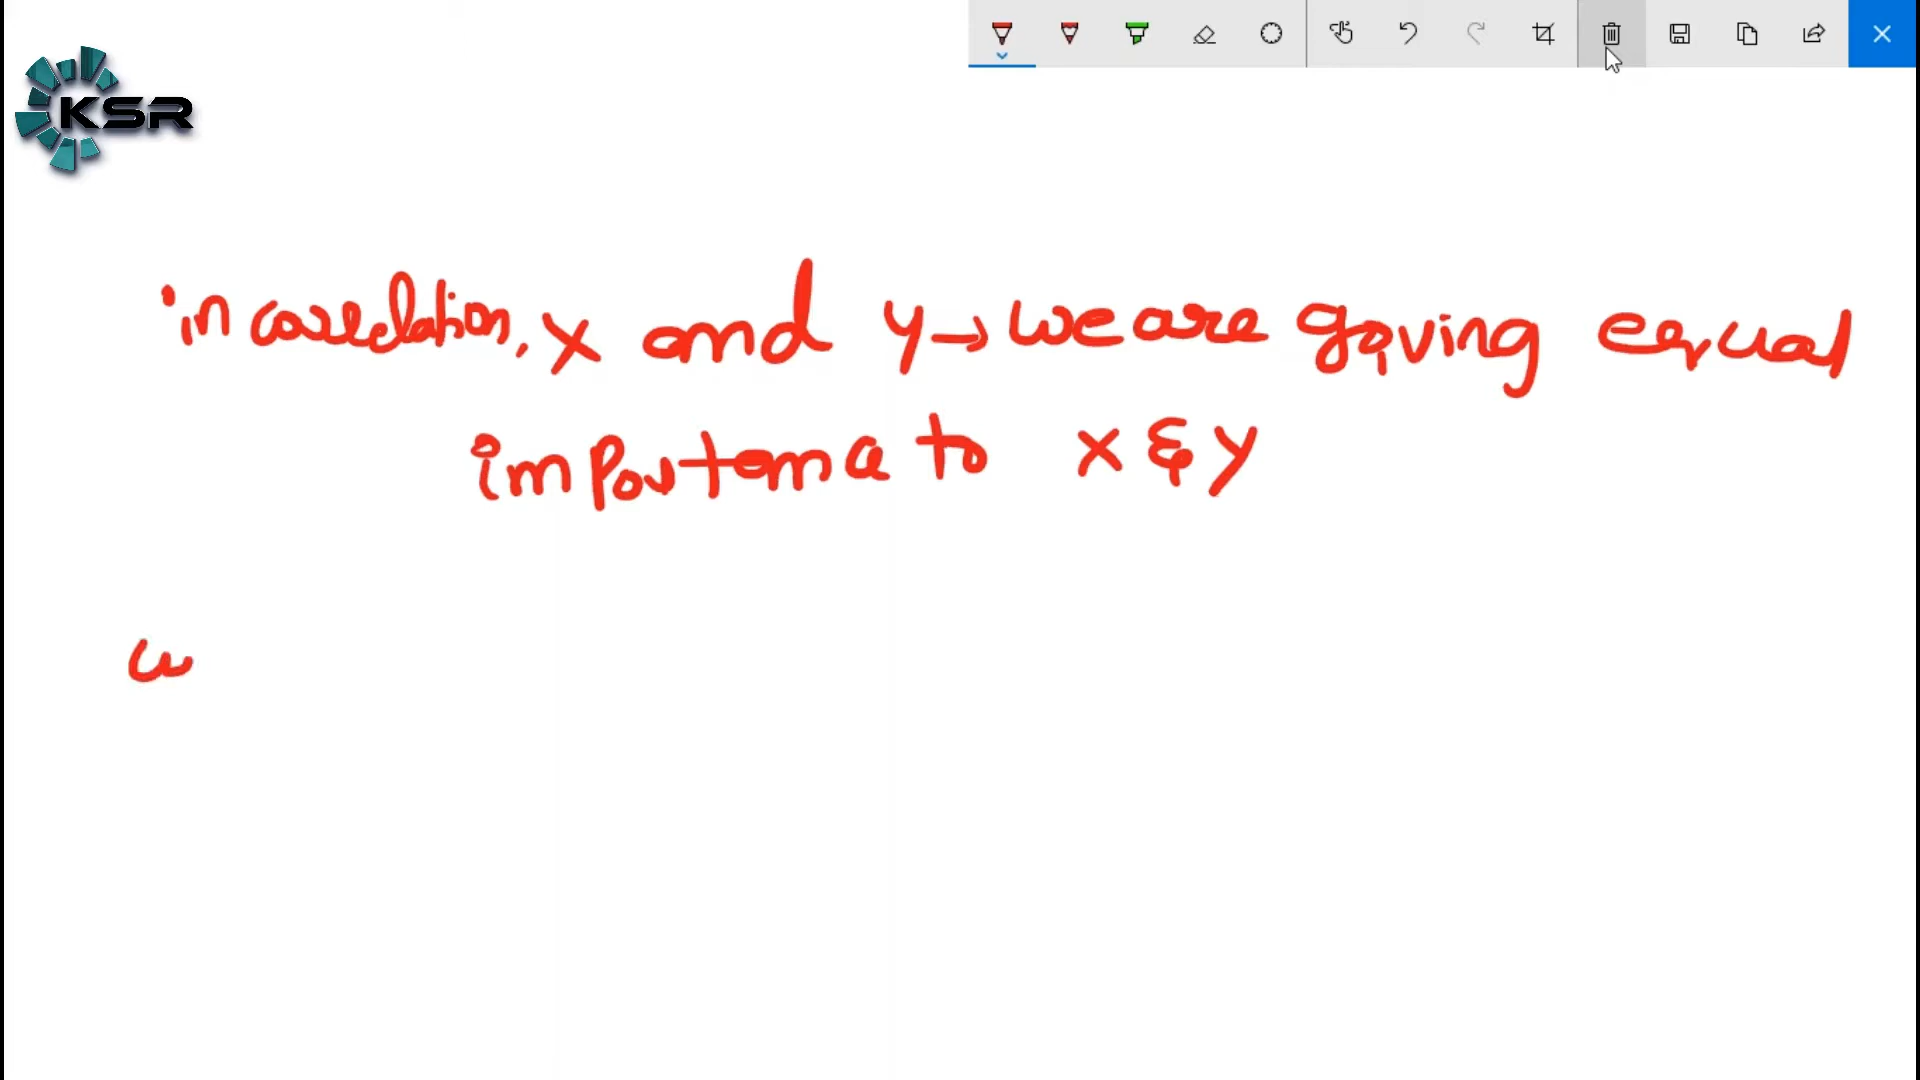 KSR
in correlation, x and y → we are giving equal
importance to x & y